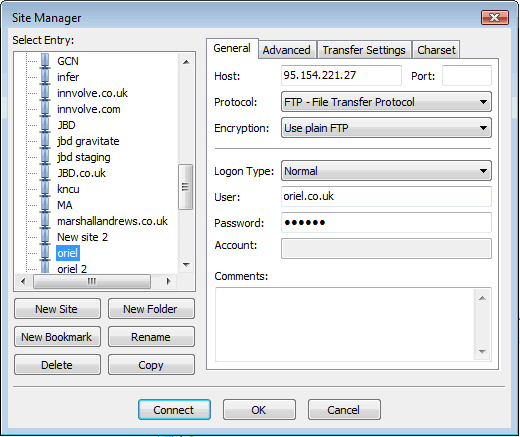 Site Manager
Select Entry:
GCN
infer
innvolve.co.uk
innvolve.com
JBD
jbd gravitate
jbd staging
JBD.co.uk
kncu
MA
marshallandrews.co.uk
New site 2
oriel
oriel 2
New Site New Folder
New Bookmark Rename
Delete Copy
General Advanced Transfer Settings Charset
Host: 95.154.221.27 Port:
Protocol: FTP - File Transfer Protocol
Encryption: Use plain FTP
Logon Type: Normal
User: oriel.co.uk
Password: ●●●●●●
Account:
Comments:
Connect OK Cancel